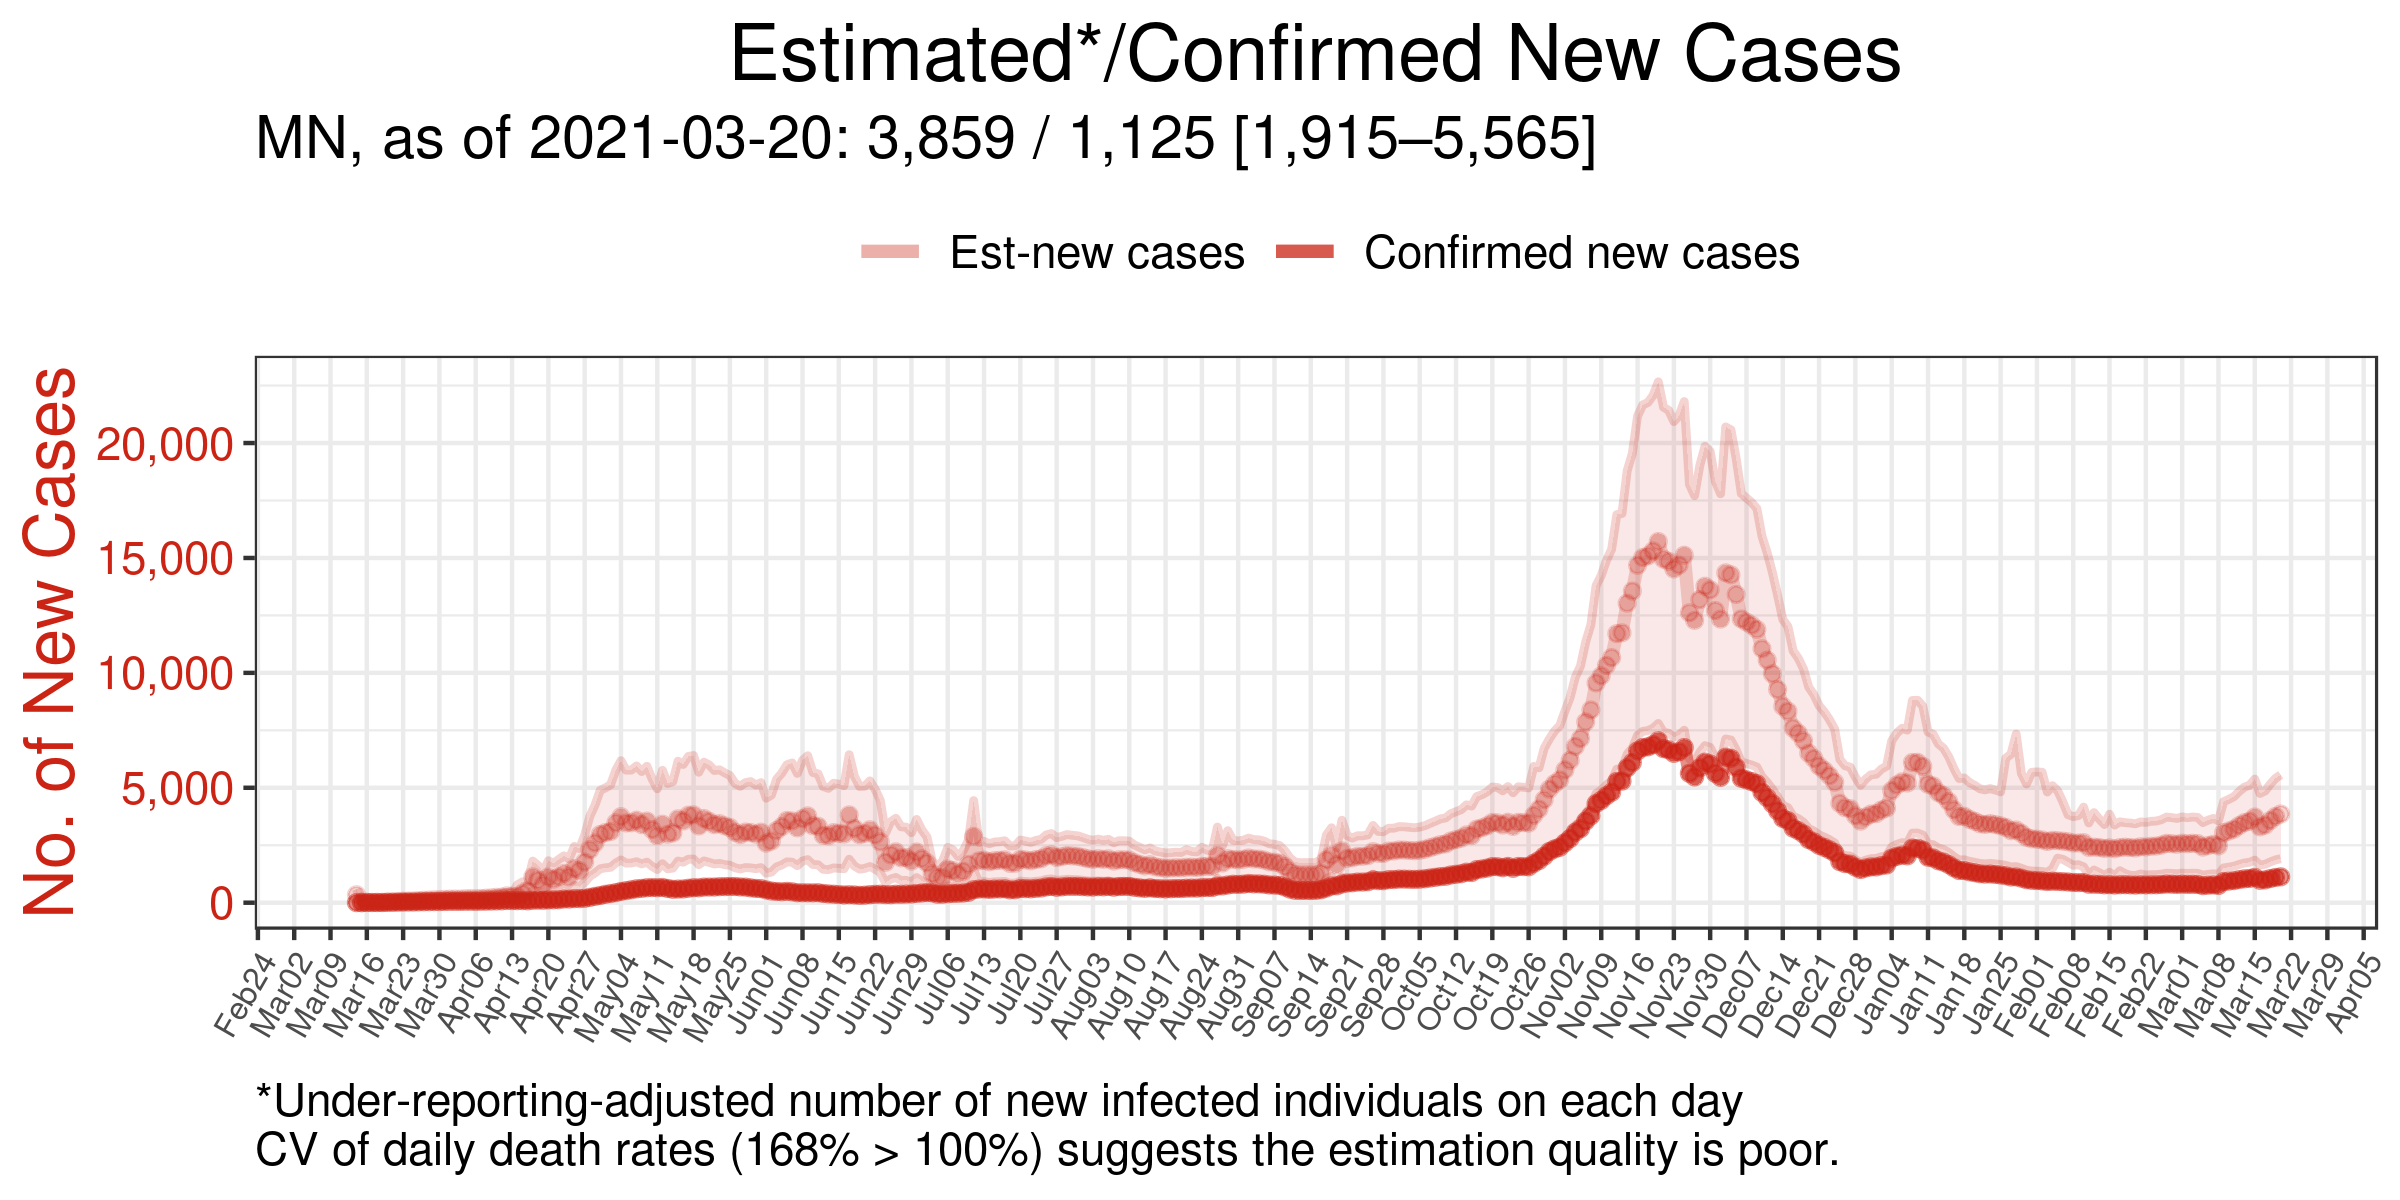 Estimated*/Confirmed New Cases
MN, as of 2021-03-20: 3,859 / 1,125 [1,915–5,565]
Est-new cases Confirmed new cases
No. of New Cases
20,000
15,000
10,000
5,000
0
Feb24 Mar02 Mar09 Mar16 Mar23 Mar30 Apr06 Apr13 Apr20 Apr27 May04 May11 May18 May25 Jun01 Jun08 Jun15 Jun22 Jun29 Jul06 Jul13 Jul20 Jul27 Aug03 Aug10 Aug17 Aug24 Aug31 Sep07 Sep14 Sep21 Sep28 Oct05 Oct12 Oct19 Oct26 Nov02 Nov09 Nov16 Nov23 Nov30 Dec07 Dec14 Dec21 Dec28 Jan04 Jan11 Jan18 Jan25 Feb01 Feb08 Feb15 Feb22 Mar01 Mar08 Mar15 Mar22 Mar29 Apr05
*Under-reporting-adjusted number of new infected individuals on each day
CV of daily death rates (168% > 100%) suggests the estimation quality is poor.